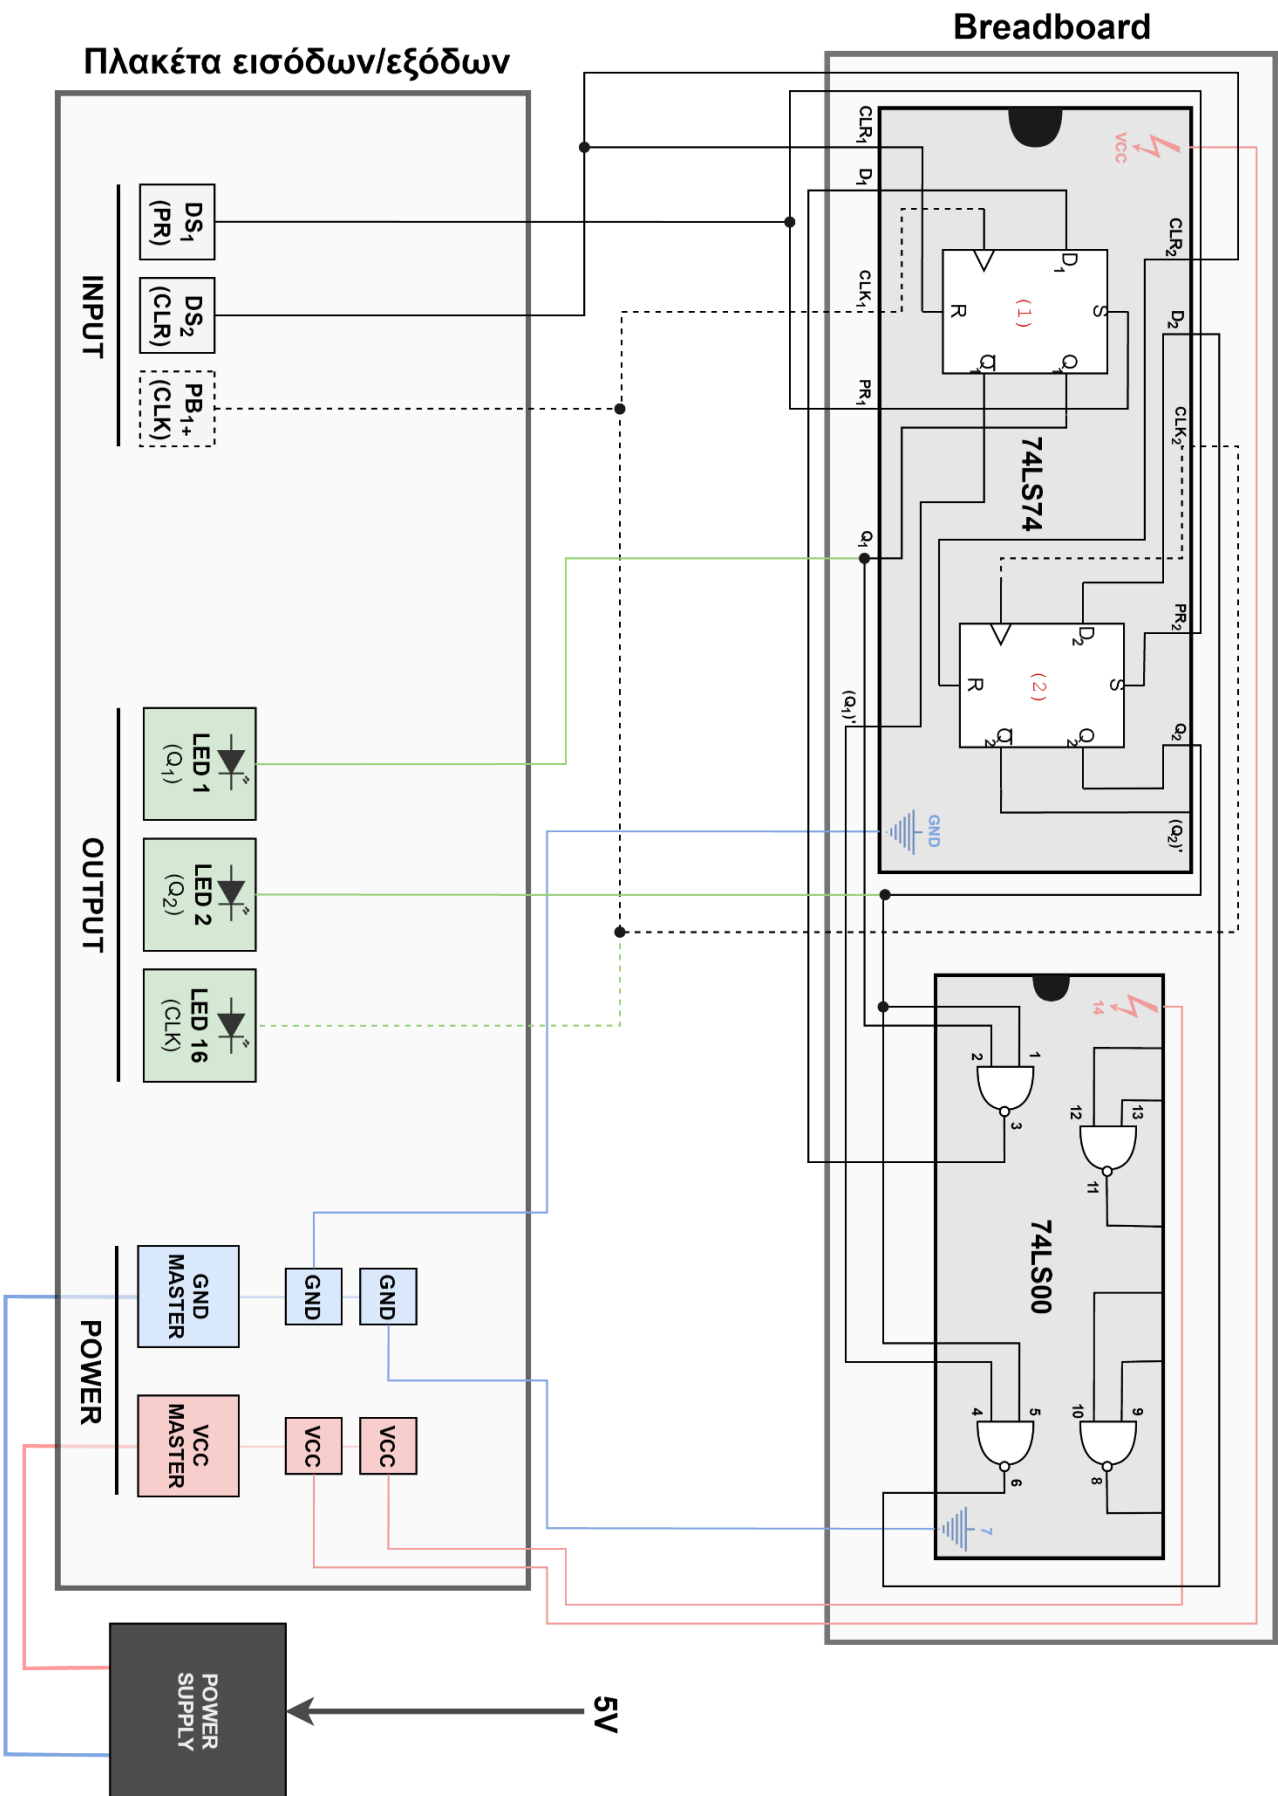 Breadboard
Πλακέτα εισόδων/εξόδων
INPUT
DS1
(PR)
DS2
(CLR)
PB1+
(CLK)
OUTPUT
LED 1
(Q1)
LED 2
(Q2)
LED 16
(CLK)
POWER
GND
MASTER
GND
GND
VCC
MASTER
VCC
VCC
POWER
SUPPLY
5V
74LS74
VCC
CLR1
D1
CLK1
PR1
Q1
(Q1)'
GND
CLR2
D2
CLK2
PR2
Q2
(Q2)'
D1
(1)
S
R
Q1
Q1
D2
(2)
S
R
Q2
Q2
74LS00
14
1
2
3
13
12
11
5
4
6
9
10
8
7